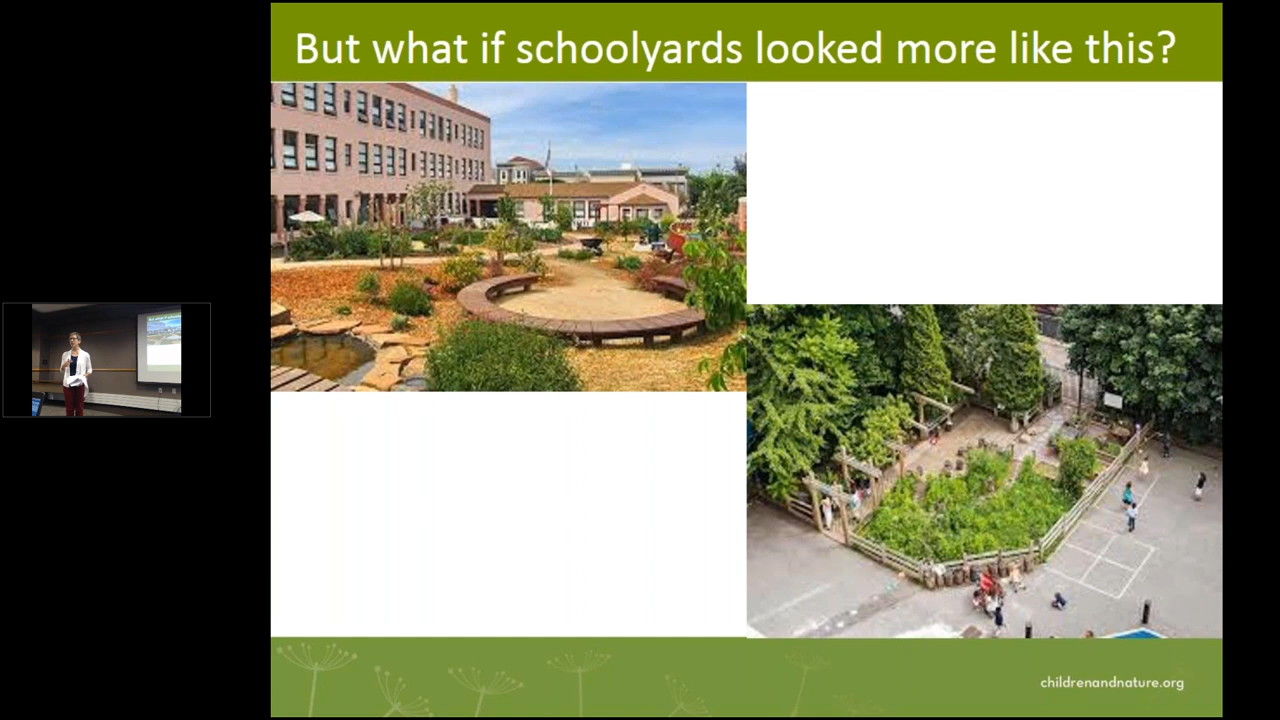 But what if schoolyards looked more like this?
childrenandnature.org